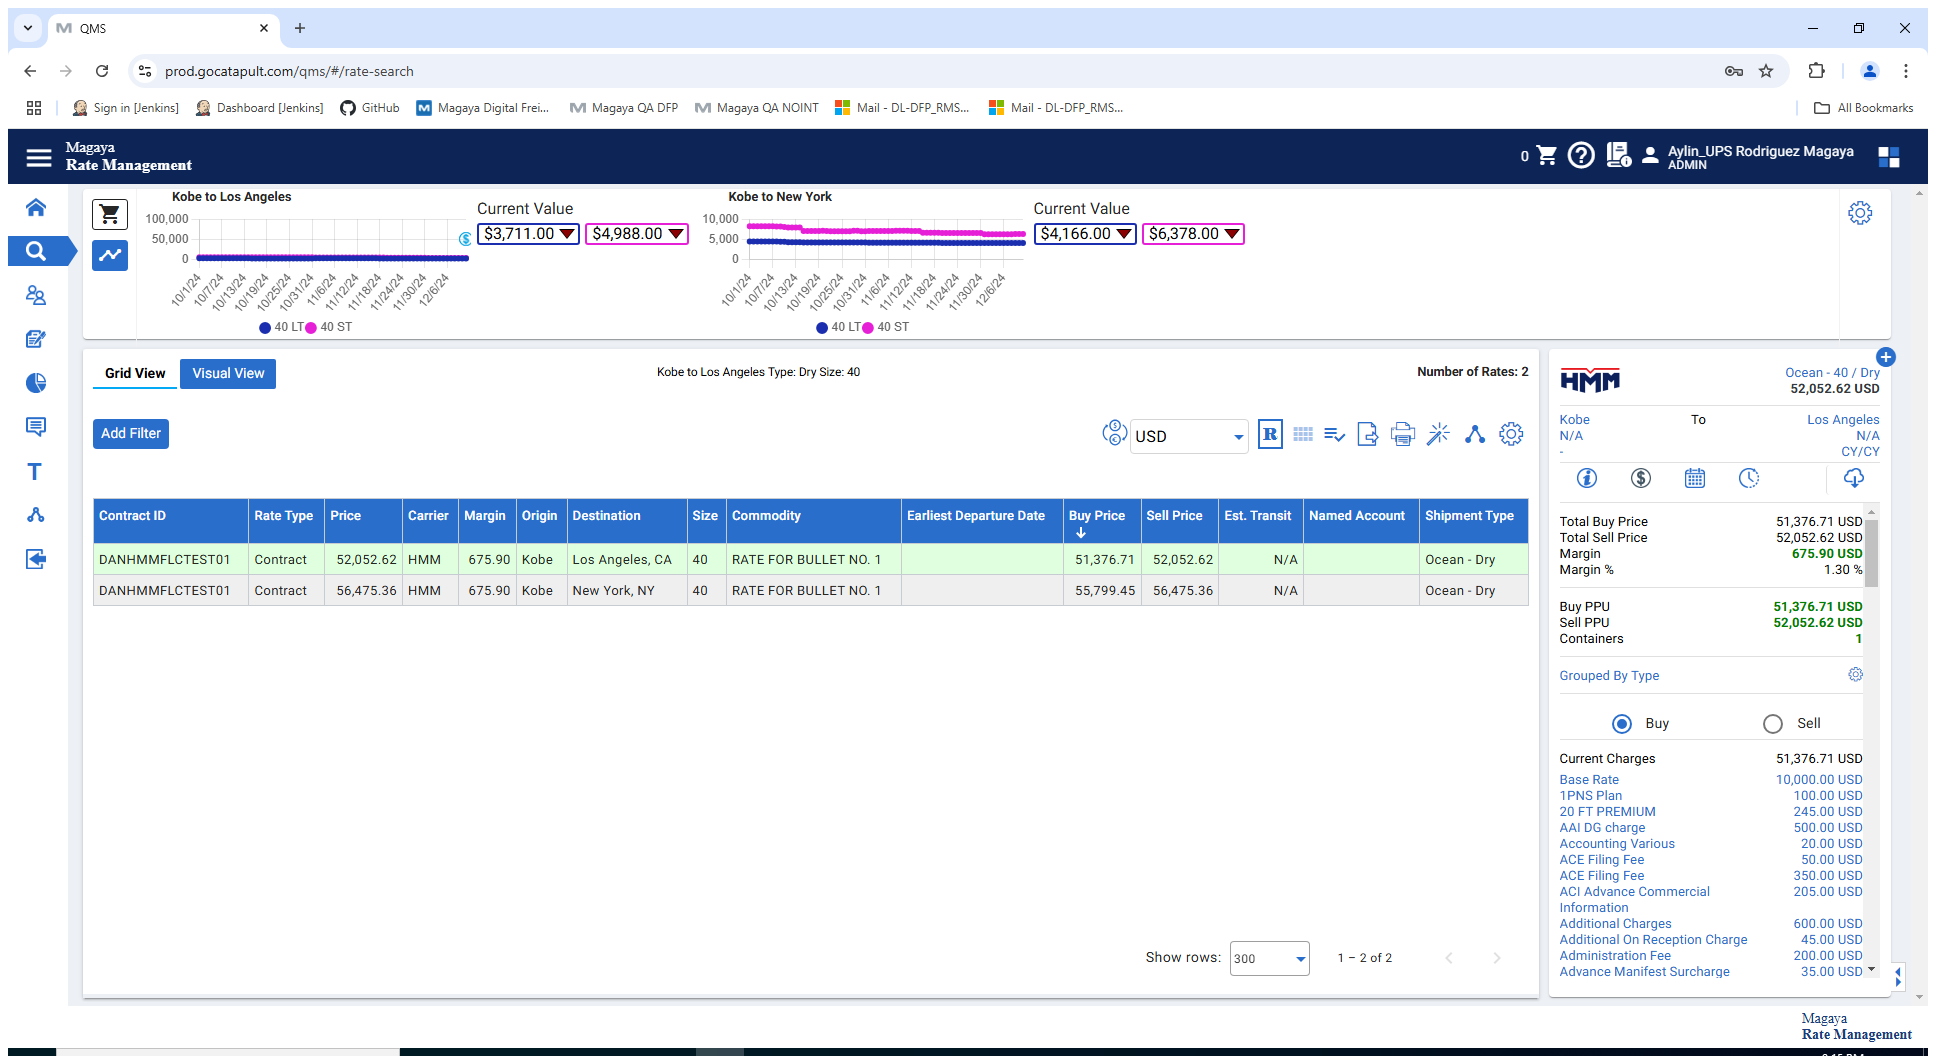 QMS
prod.gocatapult.com/qms/#/rate-search
Sign in [Jenkins]
Dashboard [Jenkins]
GitHub
Magaya Digital Frei...
Magaya QA DFP
Magaya QA NOINT
Mail - DL-DFP_RMS...
Mail - DL-DFP_RMS...
All Bookmarks
Magaya
Rate Management
0
Aylin_UPS Rodriguez Magaya
ADMIN
Kobe to Los Angeles
100,000
50,000
0
10/1/24 10/7/24 10/13/24 10/19/24 10/25/24 10/31/24 11/6/24 11/12/24 11/18/24 11/24/24 11/30/24 12/6/24
40 LT 40 ST
Current Value
$3,711.00 $4,988.00
Kobe to New York
10,000
5,000
0
10/1/24 10/7/24 10/13/24 10/19/24 10/25/24 10/31/24 11/6/24 11/12/24 11/18/24 11/24/24 11/30/24 12/6/24
40 LT 40 ST
Current Value
$4,166.00 $6,378.00
Grid View Visual View
Kobe to Los Angeles Type: Dry Size: 40
Number of Rates: 2
Add Filter
USD
R
Contract ID Rate Type Price Carrier Margin Origin Destination Size Commodity Earliest Departure Date Buy Price Sell Price Est. Transit Named Account Shipment Type
DANHMMFLCTEST01 Contract 52,052.62 HMM 675.90 Kobe Los Angeles, CA 40 RATE FOR BULLET NO. 1 51,376.71 52,052.62 N/A Ocean - Dry
DANHMMFLCTEST01 Contract 56,475.36 HMM 675.90 Kobe New York, NY 40 RATE FOR BULLET NO. 1 55,799.45 56,475.36 N/A Ocean - Dry
Show rows: 300 1 – 2 of 2
HMM
Ocean - 40 / Dry
52,052.62 USD
Kobe To Los Angeles
N/A N/A
- CY/CY
Total Buy Price 51,376.71 USD
Total Sell Price 52,052.62 USD
Margin 675.90 USD
Margin % 1.30 %
Buy PPU 51,376.71 USD
Sell PPU 52,052.62 USD
Containers 1
Grouped By Type
Buy Sell
Current Charges 51,376.71 USD
Base Rate 10,000.00 USD
1PNS Plan 100.00 USD
20 FT PREMIUM 245.00 USD
AAI DG charge 500.00 USD
Accounting Various 20.00 USD
ACE Filing Fee 50.00 USD
ACE Filing Fee 350.00 USD
ACI Advance Commercial 205.00 USD
Information
Additional Charges 600.00 USD
Additional On Reception Charge 45.00 USD
Administration Fee 200.00 USD
Advance Manifest Surcharge 35.00 USD
Magaya
Rate Management